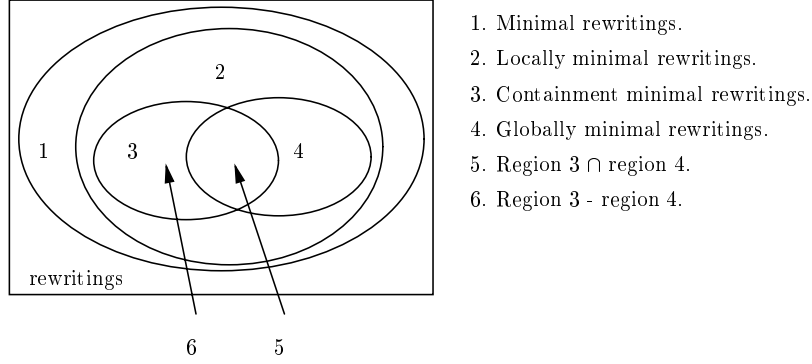 1
2
3
4
rewritings
6
5
1. Minimal rewritings.
2. Locally minimal rewritings.
3. Containment minimal rewritings.
4. Globally minimal rewritings.
5. Region 3 ∩ region 4.
6. Region 3 - region 4.